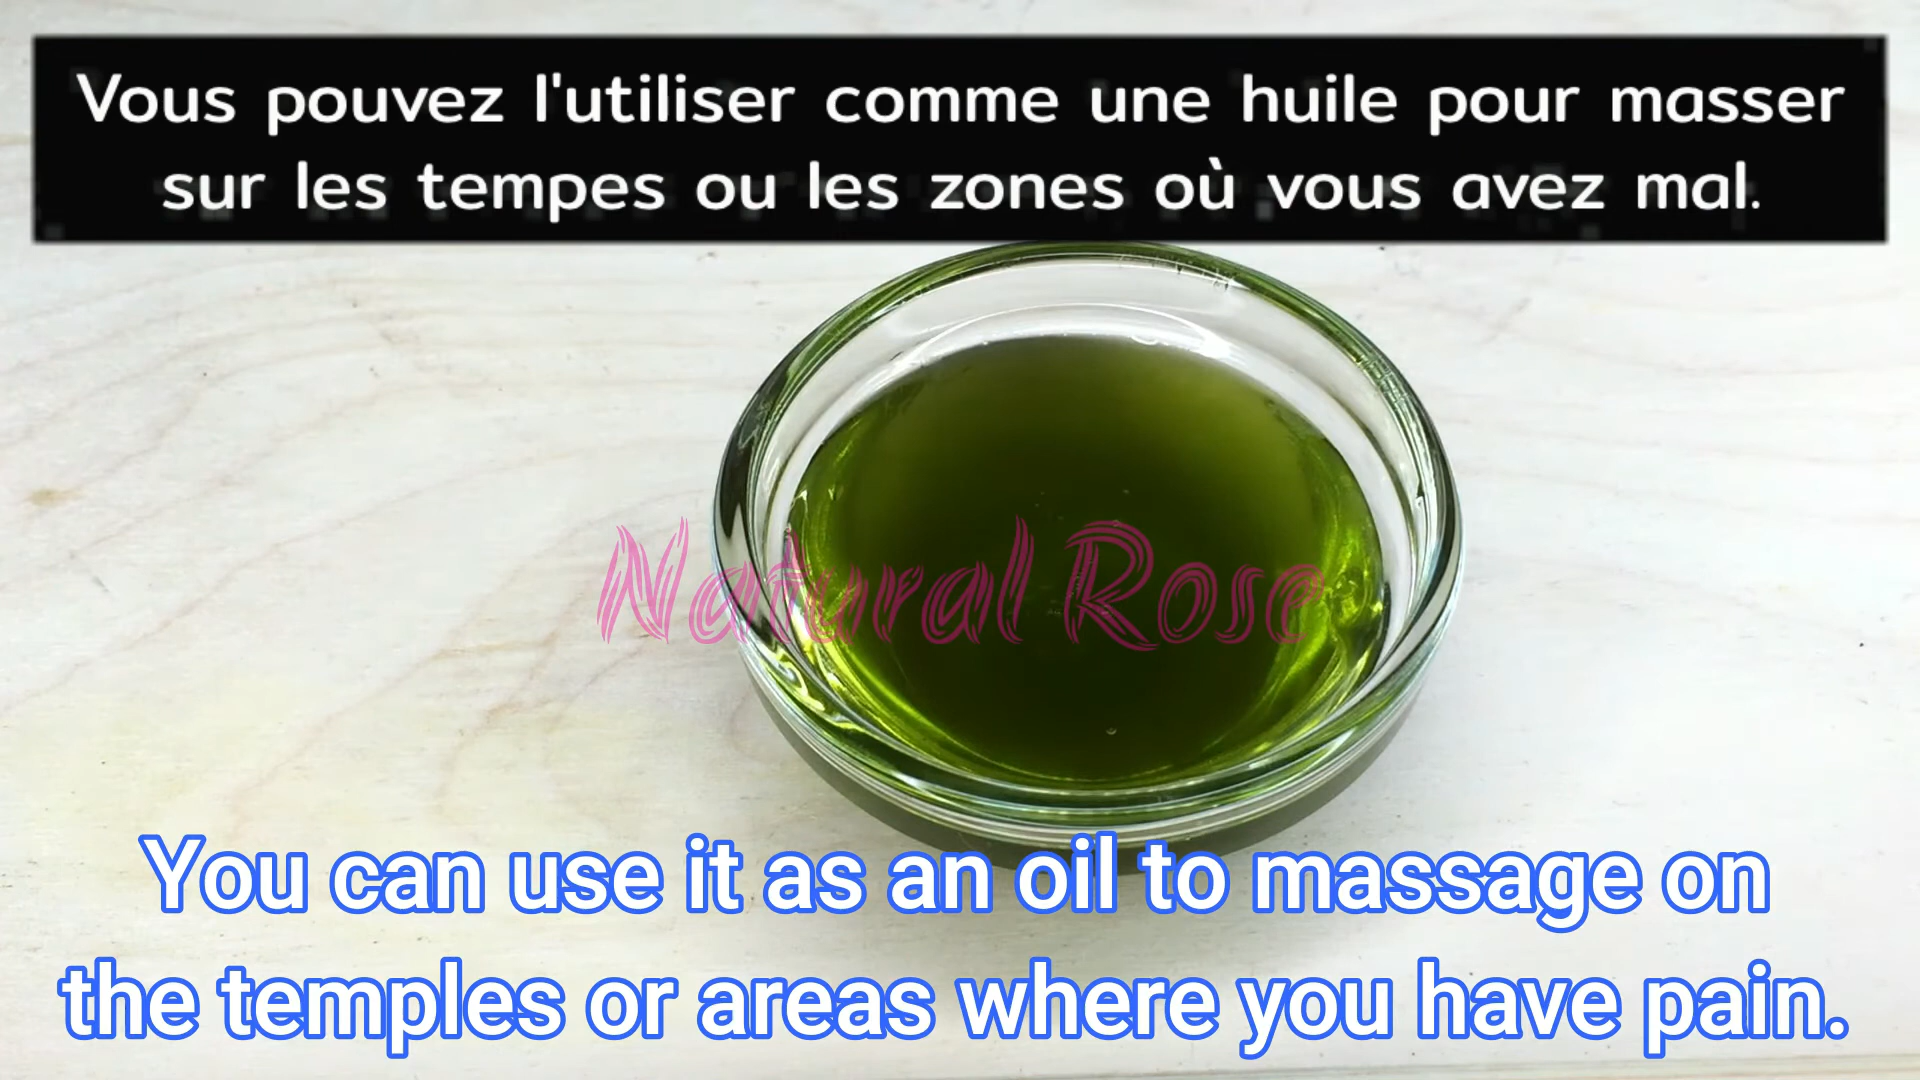 Vous pouvez l'utiliser comme une huile pour masser
sur les tempes ou les zones où vous avez mal.
Natural Rose
You can use it as an oil to massage on
the temples or areas where you have pain.